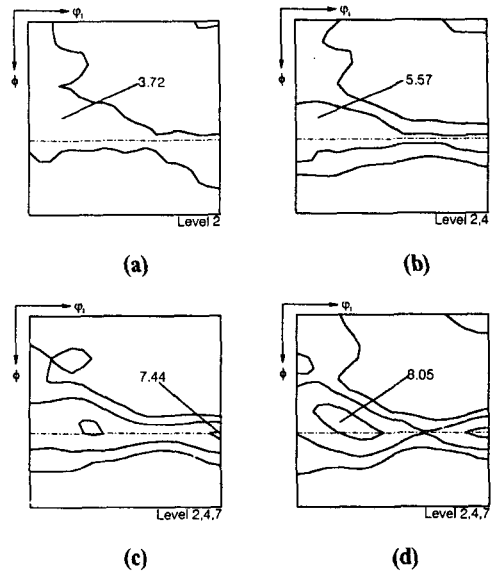 φ₁
φ
3.72
Level 2
(a)
φ₁
φ
5.57
Level 2,4
(b)
φ₁
φ
7.44
Level 2,4,7
(c)
φ₁
φ
8.05
Level 2,4,7
(d)